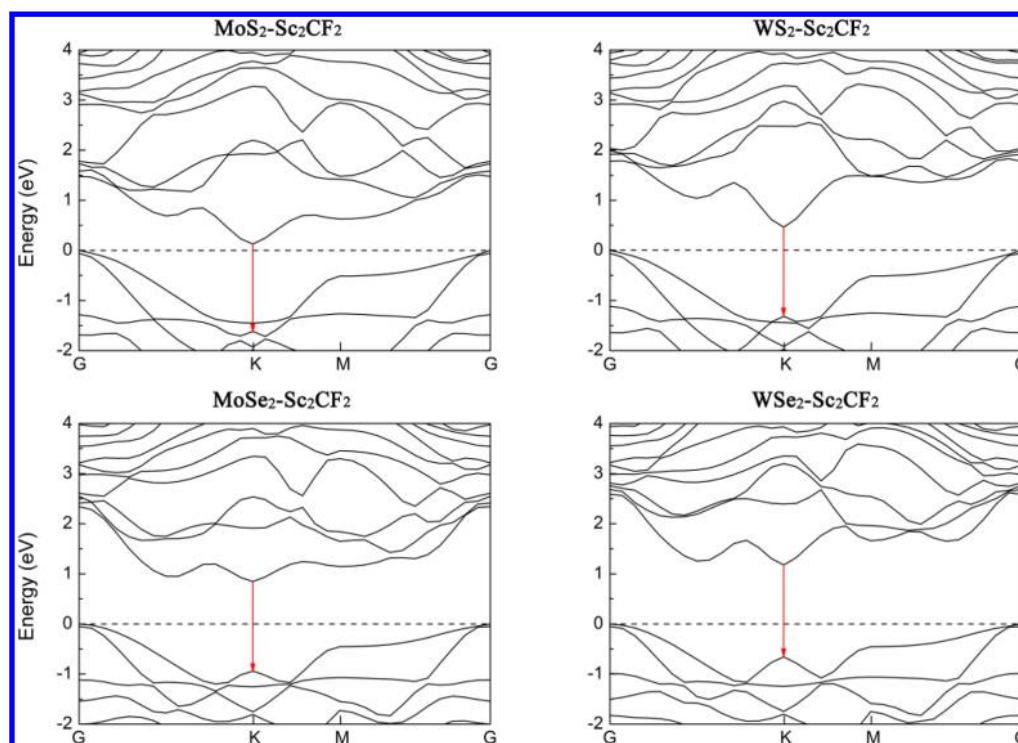 MoS₂-Sc₂CF₂
WS₂-Sc₂CF₂
Energy (eV)
4
3
2
1
0
-1
-2
G K M G
4
3
2
1
0
-1
-2
G K M G
MoSe₂-Sc₂CF₂
WSe₂-Sc₂CF₂
Energy (eV)
4
3
2
1
0
-1
-2
G K M G
4
3
2
1
0
-1
-2
G K M